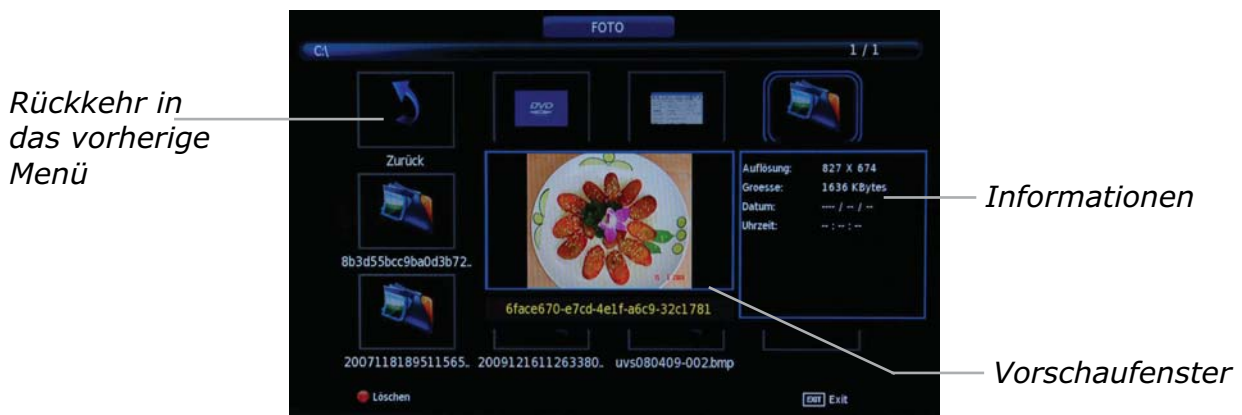 FOTO
C:\
1 / 1
Rückkehr in
das vorherige
Menü
DVD
Zurück
Auflösung: 827 X 674
Groesse: 1636 KBytes
Datum: ---- / -- / --
Uhrzeit: -- : -- : --
Informationen
8b3d55bcc9ba0d3b72..
6face670-e7cd-4e1f-a6c9-32c1781
2007118189511565..
2009121611263380..
uvs080409-002.bmp
Vorschaufenster
Löschen
EXIT Exit